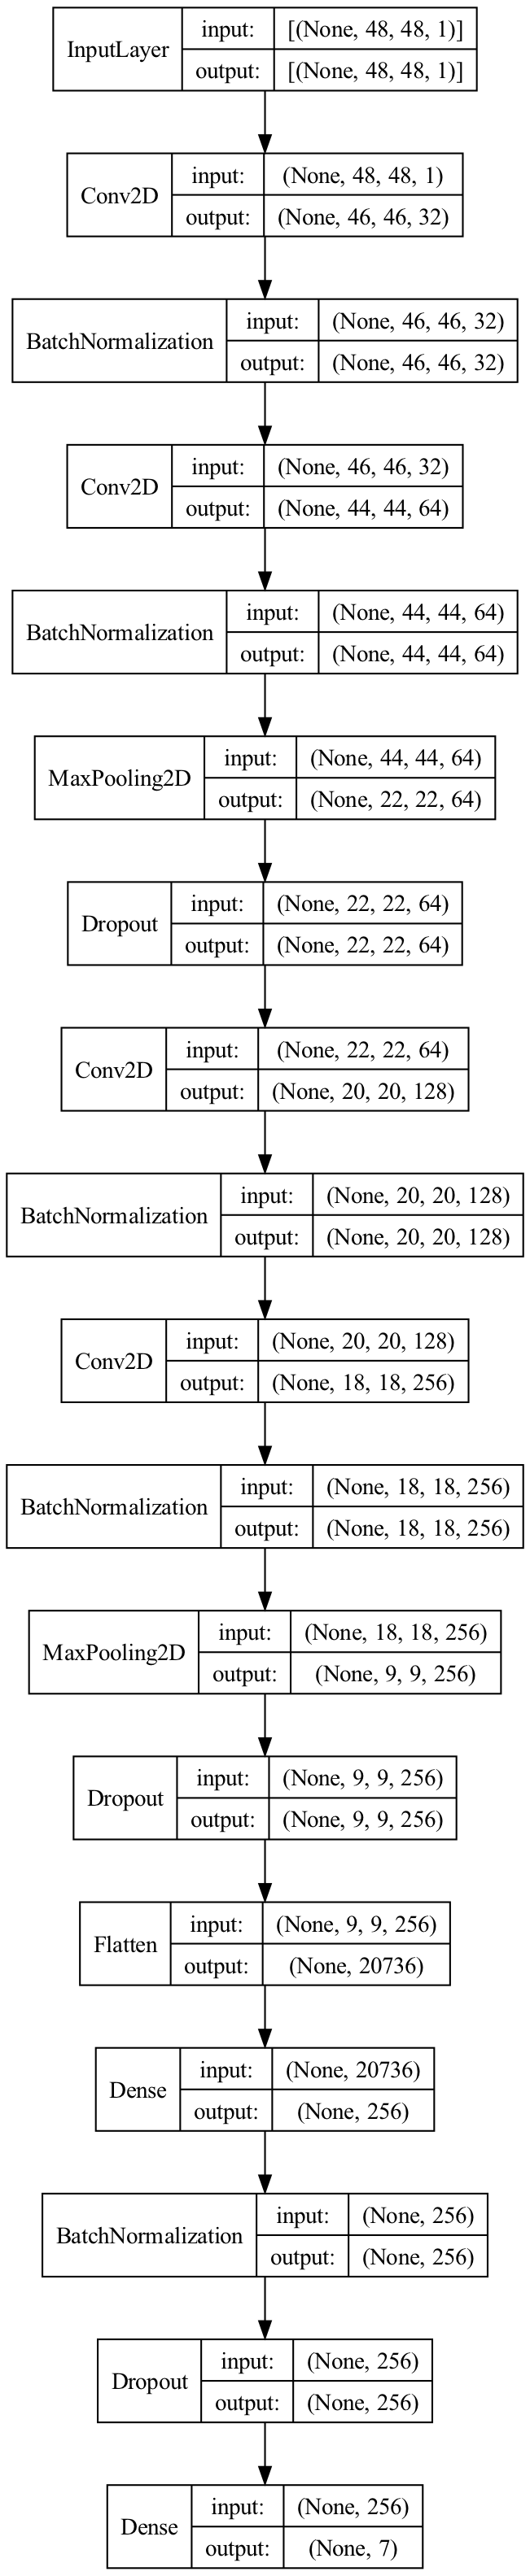 InputLayer
input: [(None, 48, 48, 1)]
output: [(None, 48, 48, 1)]
Conv2D
input: (None, 48, 48, 1)
output: (None, 46, 46, 32)
BatchNormalization
input: (None, 46, 46, 32)
output: (None, 46, 46, 32)
Conv2D
input: (None, 46, 46, 32)
output: (None, 44, 44, 64)
BatchNormalization
input: (None, 44, 44, 64)
output: (None, 44, 44, 64)
MaxPooling2D
input: (None, 44, 44, 64)
output: (None, 22, 22, 64)
Dropout
input: (None, 22, 22, 64)
output: (None, 22, 22, 64)
Conv2D
input: (None, 22, 22, 64)
output: (None, 20, 20, 128)
BatchNormalization
input: (None, 20, 20, 128)
output: (None, 20, 20, 128)
Conv2D
input: (None, 20, 20, 128)
output: (None, 18, 18, 256)
BatchNormalization
input: (None, 18, 18, 256)
output: (None, 18, 18, 256)
MaxPooling2D
input: (None, 18, 18, 256)
output: (None, 9, 9, 256)
Dropout
input: (None, 9, 9, 256)
output: (None, 9, 9, 256)
Flatten
input: (None, 9, 9, 256)
output: (None, 20736)
Dense
input: (None, 20736)
output: (None, 256)
BatchNormalization
input: (None, 256)
output: (None, 256)
Dropout
input: (None, 256)
output: (None, 256)
Dense
input: (None, 256)
output: (None, 7)